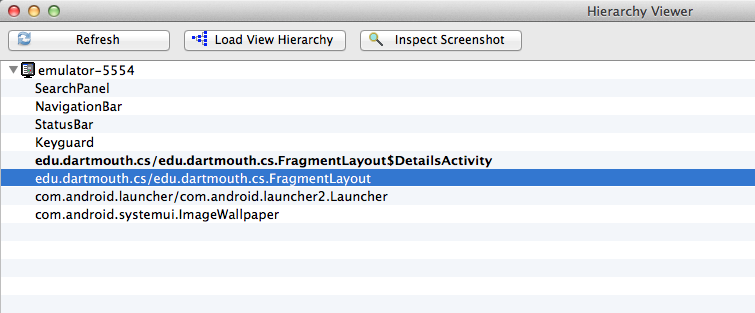 Hierarchy Viewer
Refresh Load View Hierarchy Inspect Screenshot
emulator-5554
SearchPanel
NavigationBar
StatusBar
Keyguard
edu.dartmouth.cs/edu.dartmouth.cs.FragmentLayout$DetailsActivity
edu.dartmouth.cs/edu.dartmouth.cs.FragmentLayout
com.android.launcher/com.android.launcher2.Launcher
com.android.systemui.ImageWallpaper